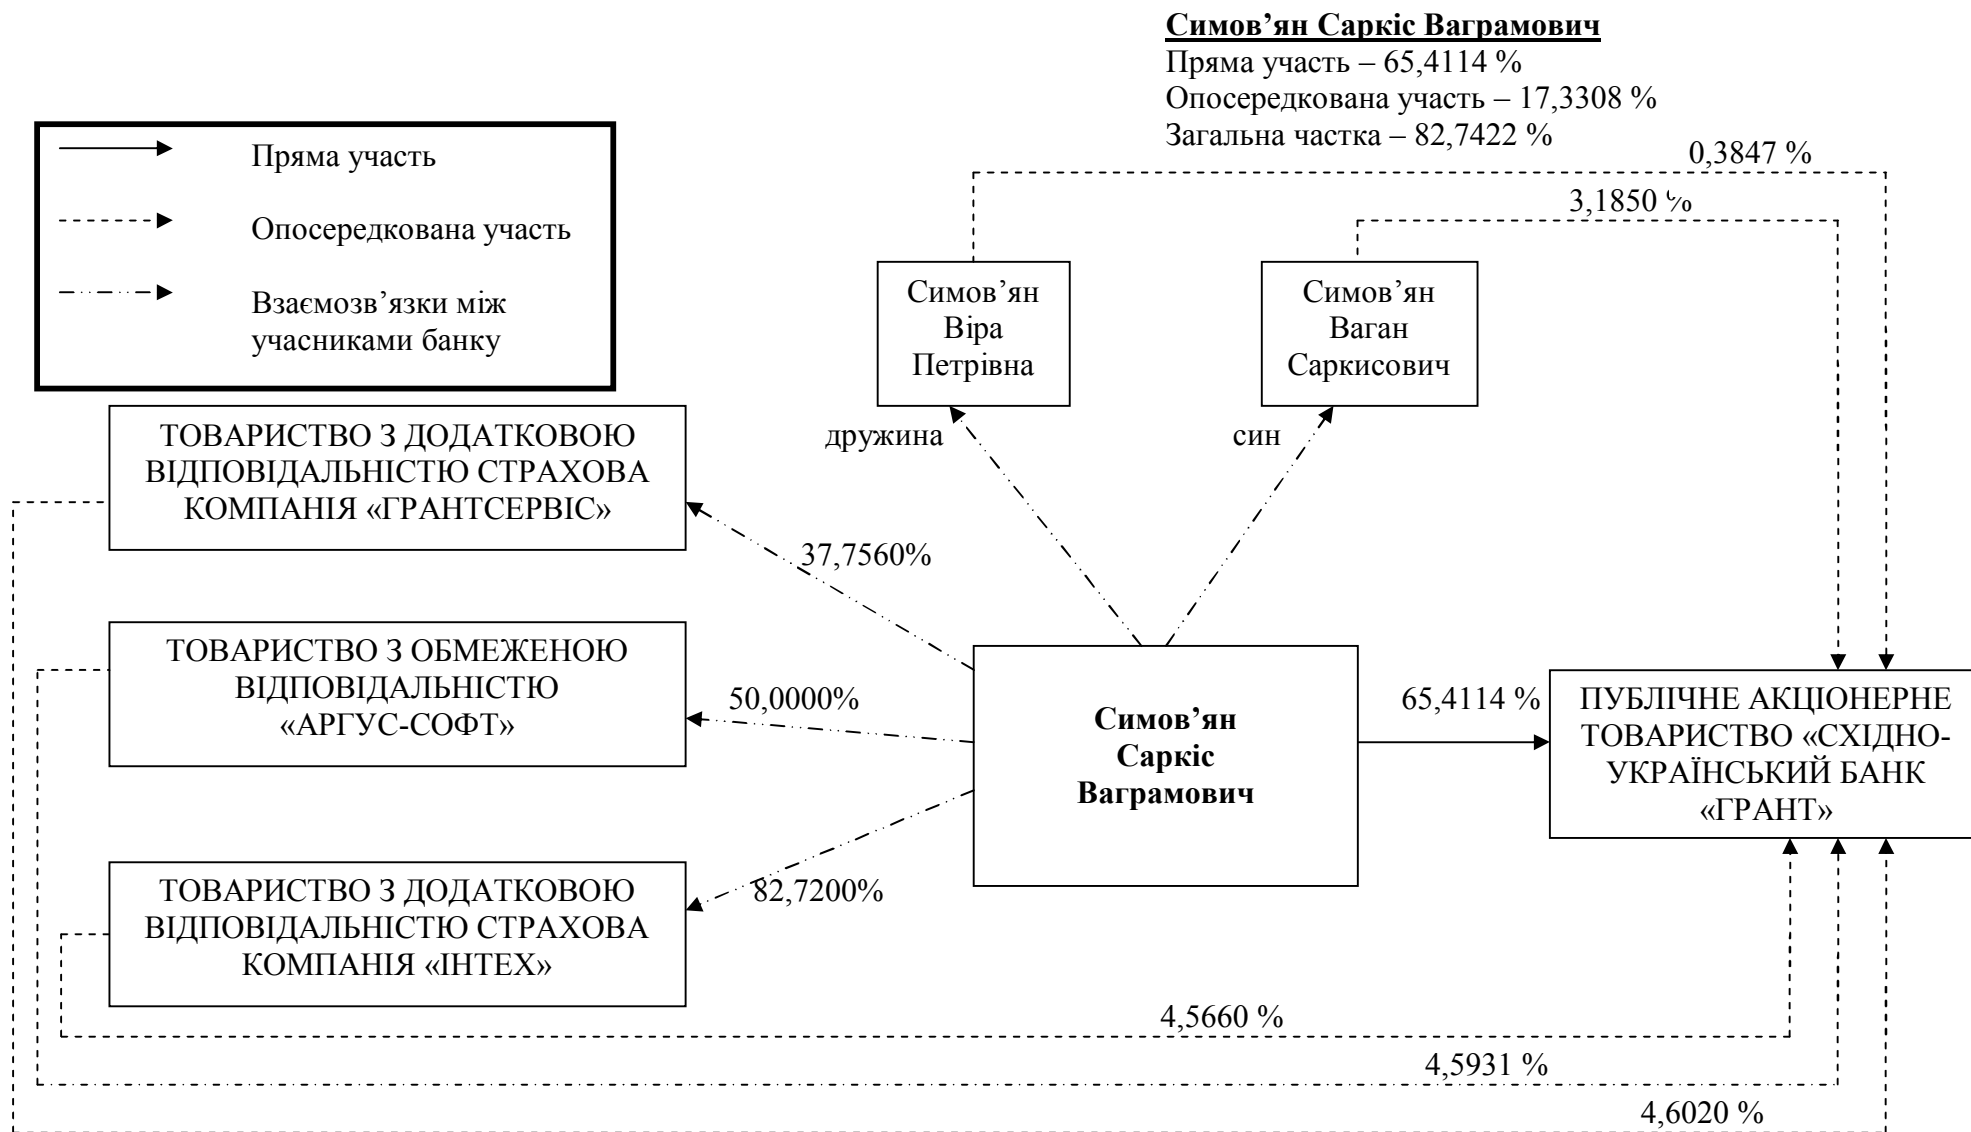 Симов’ян Саркіс Ваграмович
Пряма участь – 65,4114 %
Опосередкована участь – 17,3308 %
Загальна частка – 82,7422 %
0,3847 %
3,1850 %
Пряма участь
Опосередкована участь
Взаємозв’язки між
учасниками банку
Симов’ян
Віра
Петрівна
Симов’ян
Ваган
Саркисович
дружина
син
ТОВАРИСТВО З ДОДАТКОВОЮ
ВІДПОВІДАЛЬНІСТЮ СТРАХОВА
КОМПАНІЯ «ГРАНТСЕРВІС»
37,7560%
ТОВАРИСТВО З ОБМЕЖЕНОЮ
ВІДПОВІДАЛЬНІСТЮ
«АРГУС-СОФТ»
50,0000%
Симов’ян
Саркіс
Ваграмович
65,4114 %
ПУБЛІЧНЕ АКЦІОНЕРНЕ
ТОВАРИСТВО «СХІДНО-
УКРАЇНСЬКИЙ БАНК
«ГРАНТ»
ТОВАРИСТВО З ДОДАТКОВОЮ
ВІДПОВІДАЛЬНІСТЮ СТРАХОВА
КОМПАНІЯ «ІНТЕХ»
82,7200%
4,5660 %
4,5931 %
4,6020 %